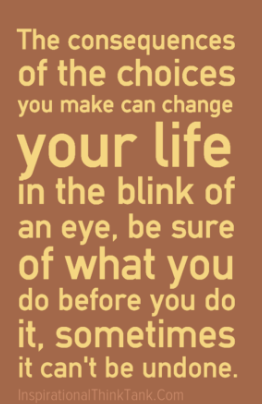 The consequences
of the choices
you make can change
your life
in the blink of
an eye, be sure
of what you
do before you do
it, sometimes
it can't be undone.
InspirationalThinkTank.Com